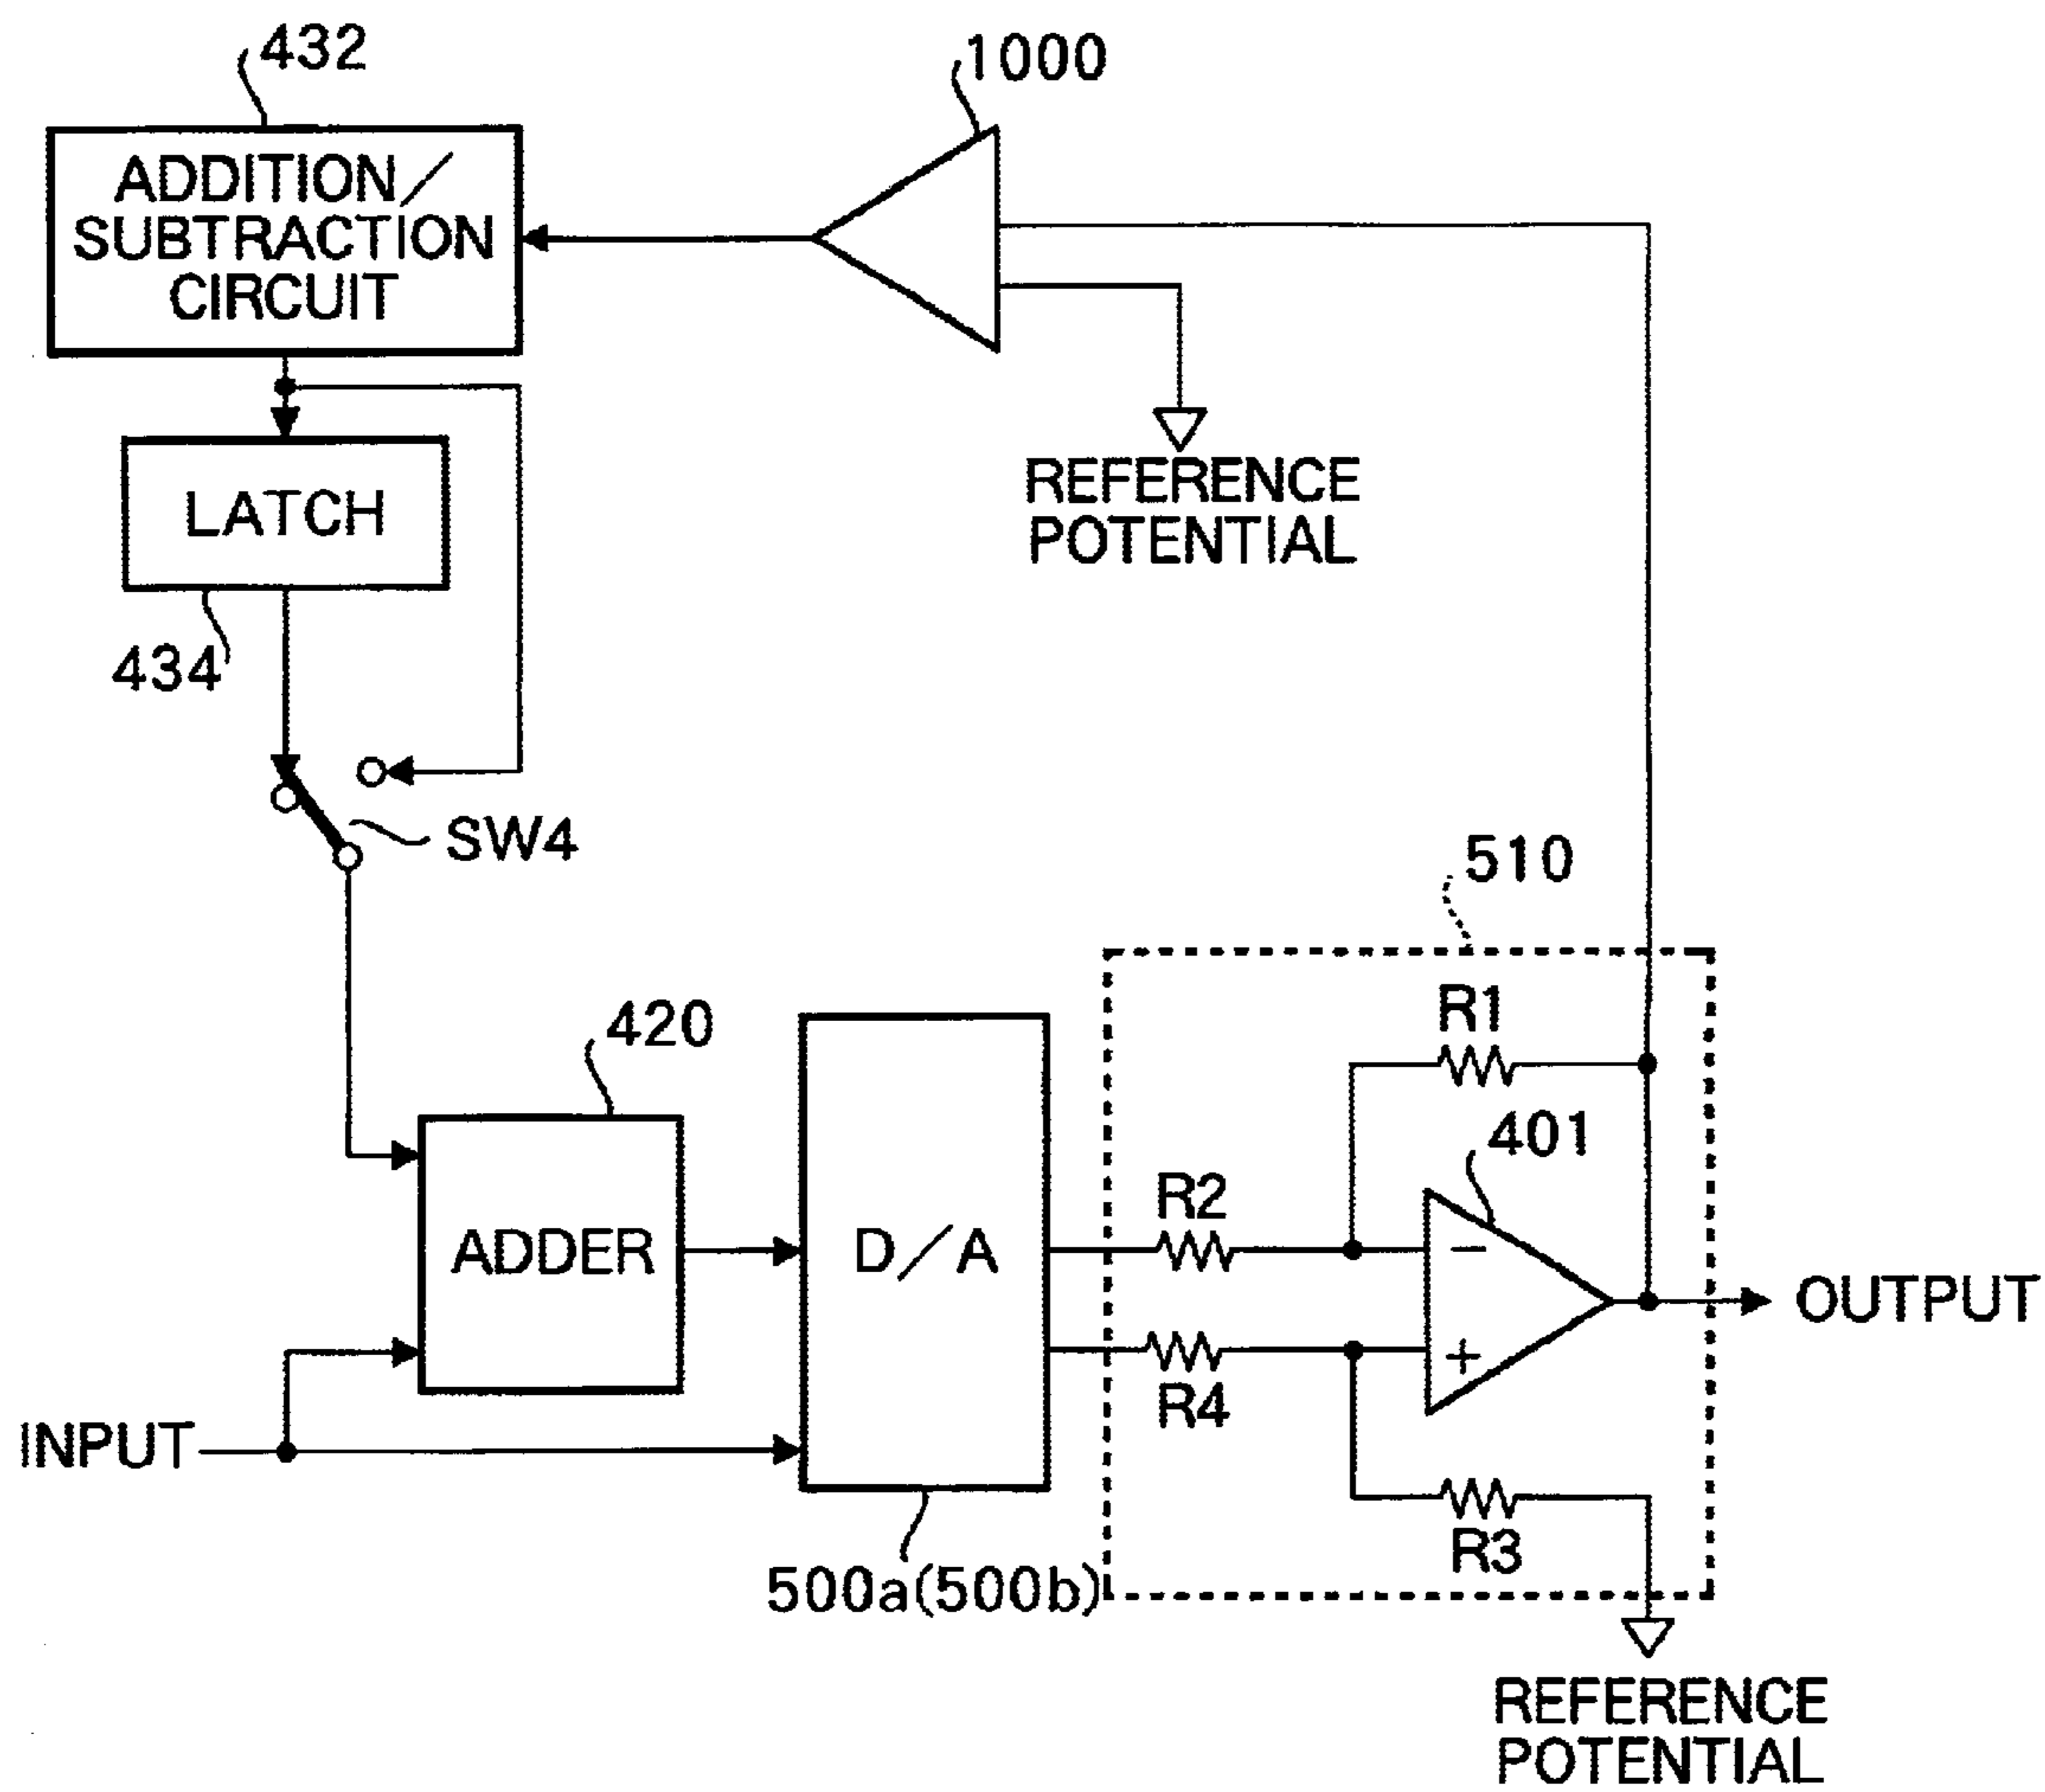 432
1000
ADDITION/
SUBTRACTION
CIRCUIT
LATCH
REFERENCE
POTENTIAL
434
SW4
510
R1
420
401
R2
ADDER
D/A
−
OUTPUT
+
R4
INPUT
R3
500a(500b)
REFERENCE
POTENTIAL